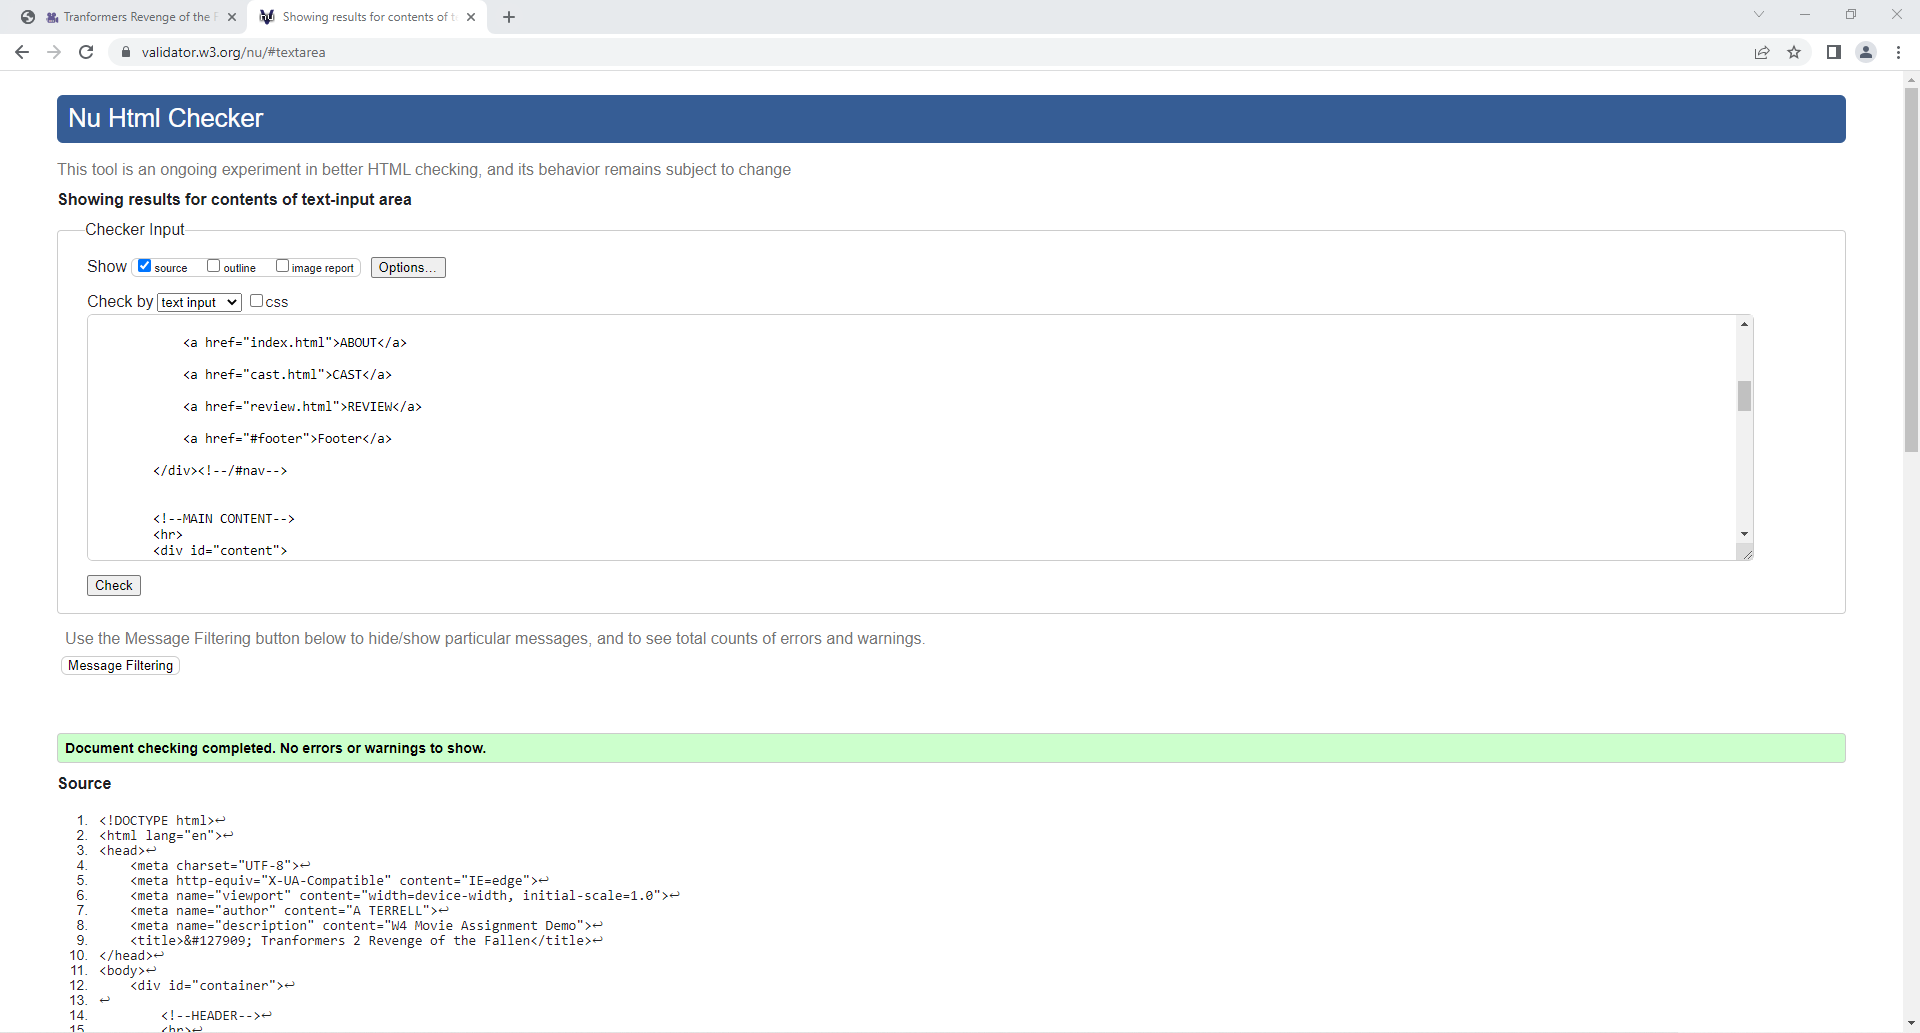 Tranformers Revenge of the F
Showing results for contents of t
validator.w3.org/nu/#textarea
Nu Html Checker
This tool is an ongoing experiment in better HTML checking, and its behavior remains subject to change
Showing results for contents of text-input area
Checker Input
Show source outline image report Options...
Check by text input css
<a href="index.html">ABOUT</a>
<a href="cast.html">CAST</a>
<a href="review.html">REVIEW</a>
<a href="#footer">Footer</a>
</div><!--/#nav-->
<!--MAIN CONTENT-->
<hr>
<div id="content">
Check
Use the Message Filtering button below to hide/show particular messages, and to see total counts of errors and warnings.
Message Filtering
Document checking completed. No errors or warnings to show.
Source
1. <!DOCTYPE html>↩
2. <html lang="en">↩
3. <head>↩
4. <meta charset="UTF-8">↩
5. <meta http-equiv="X-UA-Compatible" content="IE=edge">↩
6. <meta name="viewport" content="width=device-width, initial-scale=1.0">↩
7. <meta name="author" content="A TERRELL">↩
8. <meta name="description" content="W4 Movie Assignment Demo">↩
9. <title>&#127909; Tranformers 2 Revenge of the Fallen</title>↩
10. </head>↩
11. <body>↩
12. <div id="container">↩
13. ↩
14. <!--HEADER-->↩
15. <hr>↩